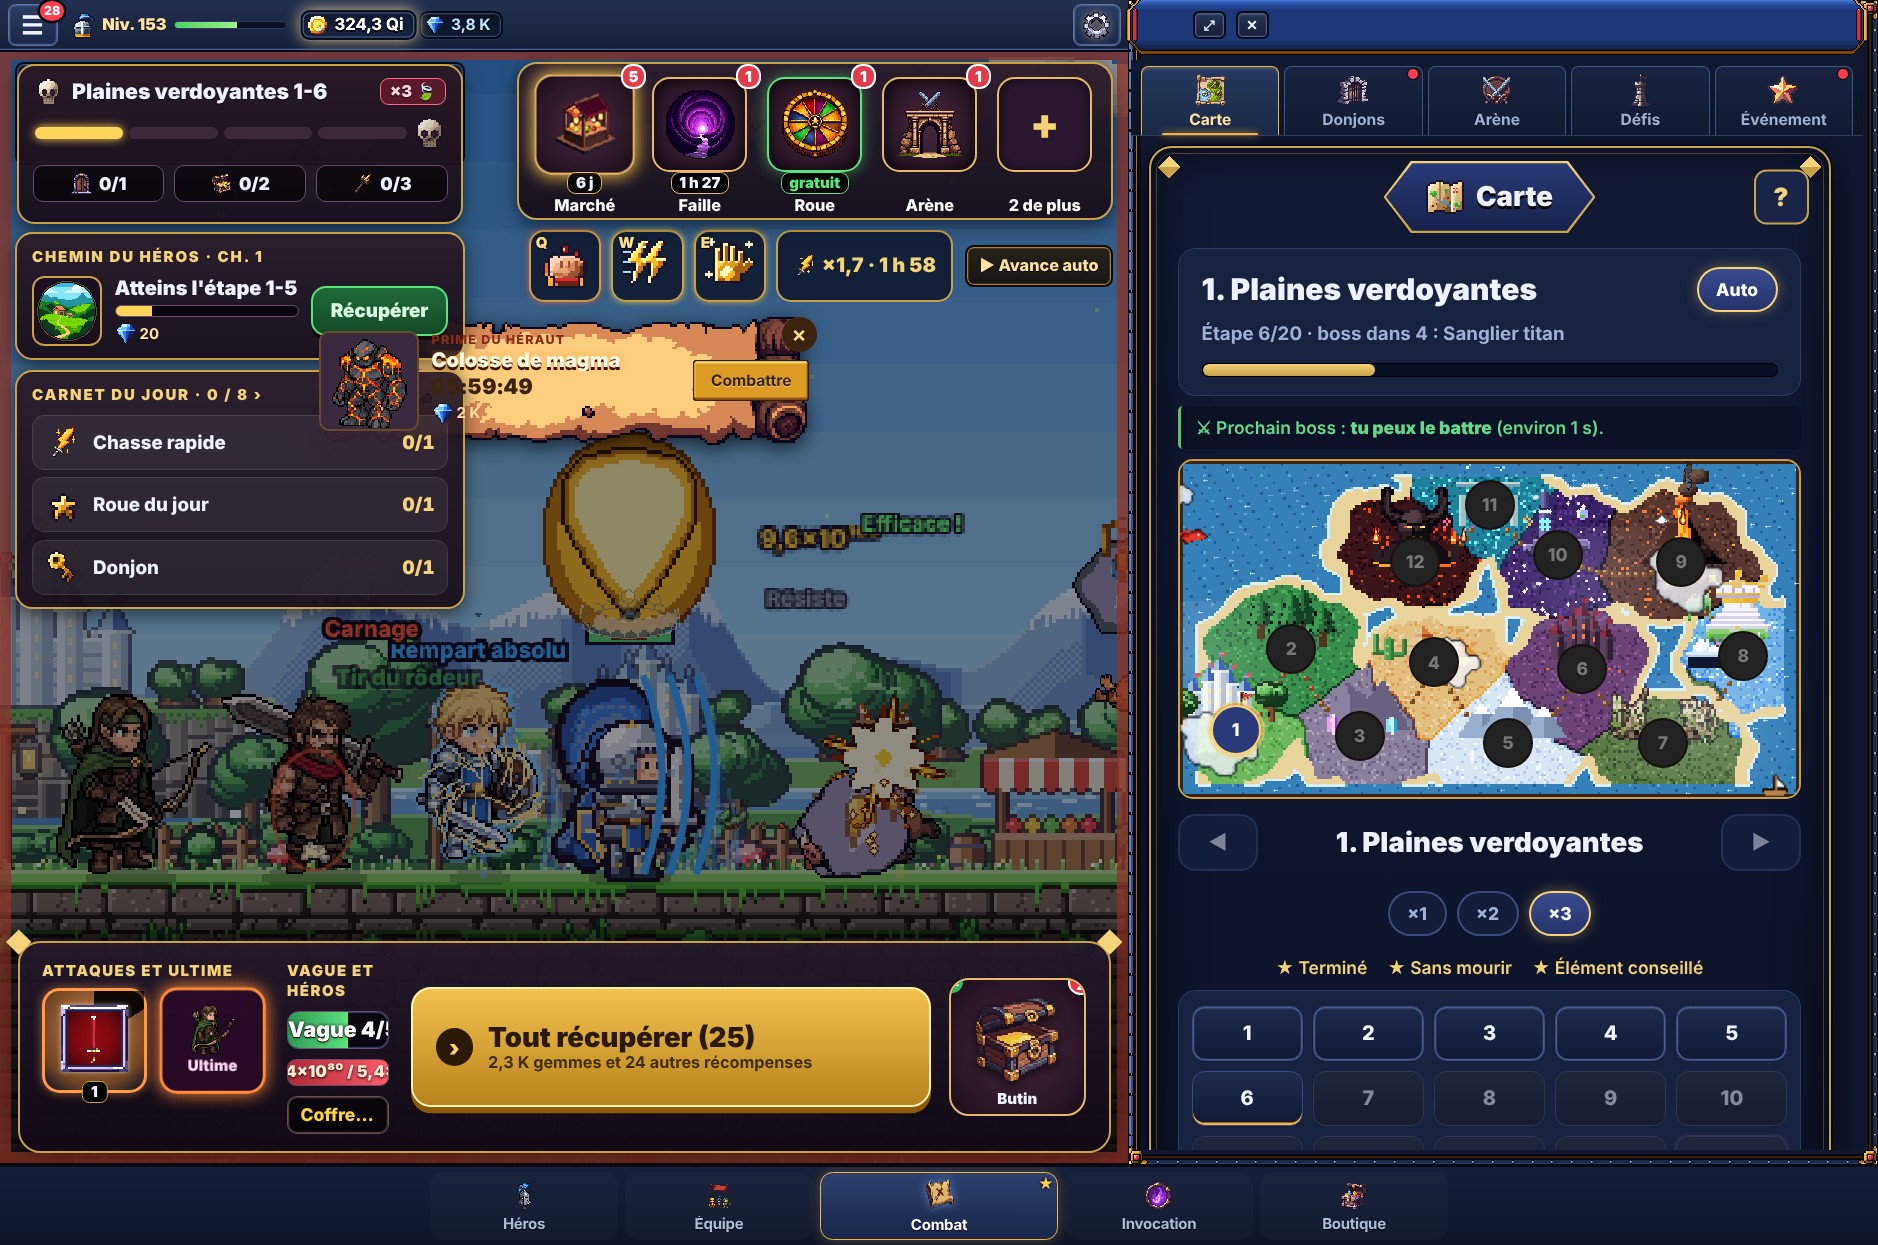 28
Niv. 153
324,3 Qi
3,8 K
Plaines verdoyantes 1-6
×3
0/1
0/2
0/3
CHEMIN DU HÉROS · CH. 1
Atteins l'étape 1-5
20
Récupérer
CARNET DU JOUR · 0 / 8 ›
Chasse rapide
0/1
Roue du jour
0/1
Donjon
0/1
5
1
1
1
6 j
1 h 27
gratuit
Marché
Faille
Roue
Arène
2 de plus
Q
W
E
×1,7 · 1 h 58
Avance auto
PRIME DU HÉRAUT
Colosse de magma
:59:49
2 K
Combattre
Efficace !
Résiste
Carnage
Rempart absolu
Tir du rôdeur
ATTAQUES ET ULTIME
1
Ultime
VAGUE ET
HÉROS
Vague 4/
4×10⁸⁰ / 5,4
Coffre...
Tout récupérer (25)
2,3 K gemmes et 24 autres récompenses
Butin
Héros
Équipe
Combat
Invocation
Boutique
Carte
Donjons
Arène
Défis
Événement
Carte
?
1. Plaines verdoyantes
Auto
Étape 6/20 · boss dans 4 : Sanglier titan
Prochain boss : tu peux le battre (environ 1 s).
11
12
10
9
2
4
6
8
1
3
5
7
1. Plaines verdoyantes
×1
×2
×3
★ Terminé
★ Sans mourir
★ Élément conseillé
1
2
3
4
5
6
7
8
9
10